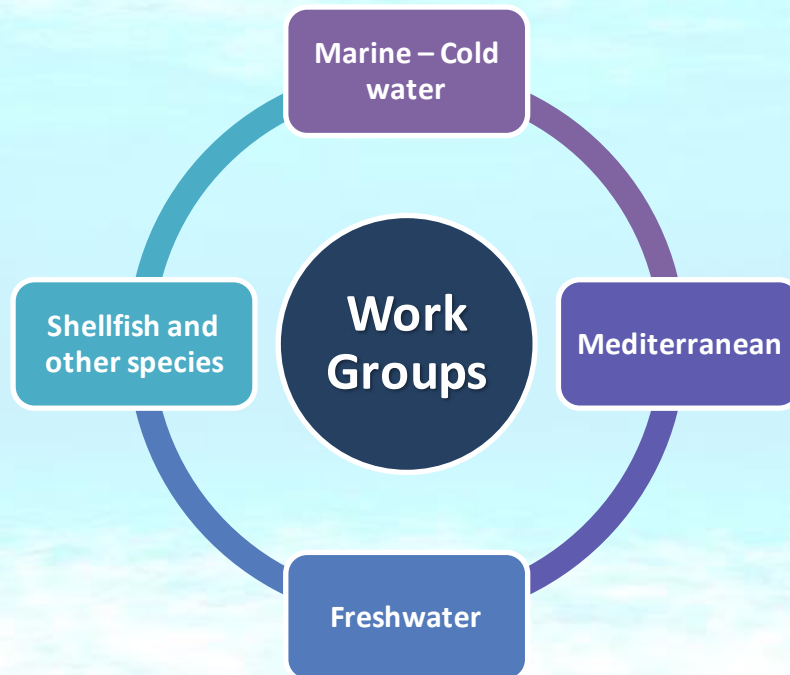 Marine – Cold
water
Shellfish and
other species
Work
Groups
Mediterranean
Freshwater